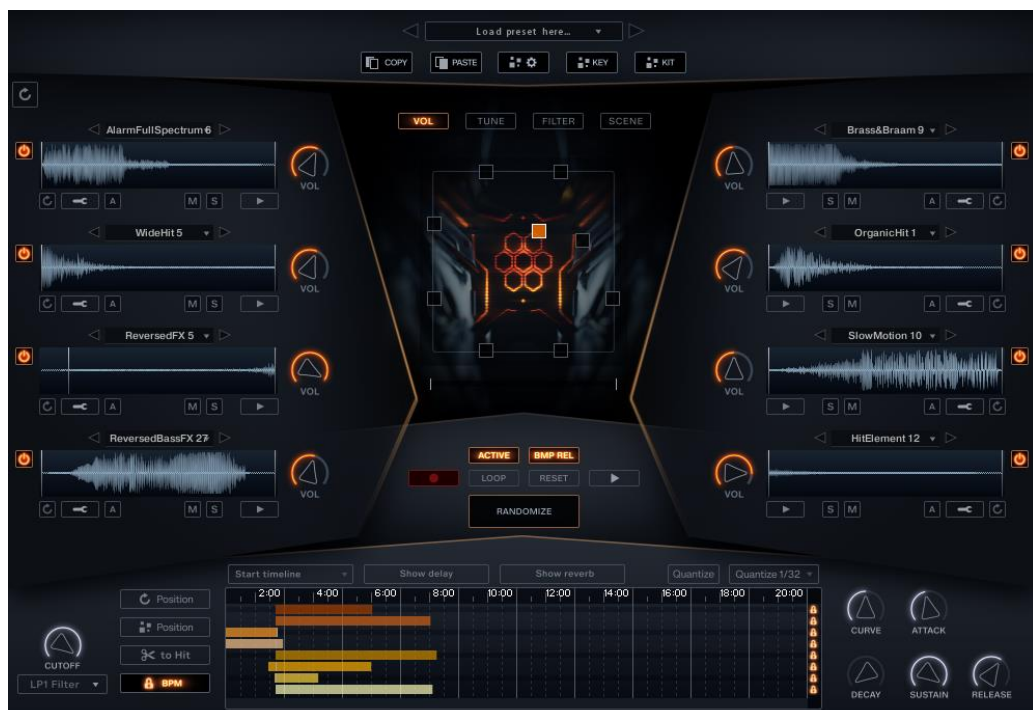 Load preset here...
COPY PASTE KEY KIT
VOL TUNE FILTER SCENE
AlarmFullSpectrum 6
VOL
A M S
WideHit 5
VOL
A M S
ReversedFX 5
VOL
A M S
ReversedBassFX 27
VOL
A M S
Brass&Braam 9
VOL
S M A
OrganicHit 1
VOL
S M A
SlowMotion 10
VOL
S M A
HitElement 12
VOL
S M A
ACTIVE BMP REL
LOOP RESET
RANDOMIZE
Start timeline Show delay Show reverb Quantize Quantize 1/32
2:00 4:00 6:00 8:00 10:00 12:00 14:00 16:00 18:00 20:00
Position
Position
to Hit
BPM
CUTOFF
LP1 Filter
CURVE ATTACK
DECAY SUSTAIN RELEASE